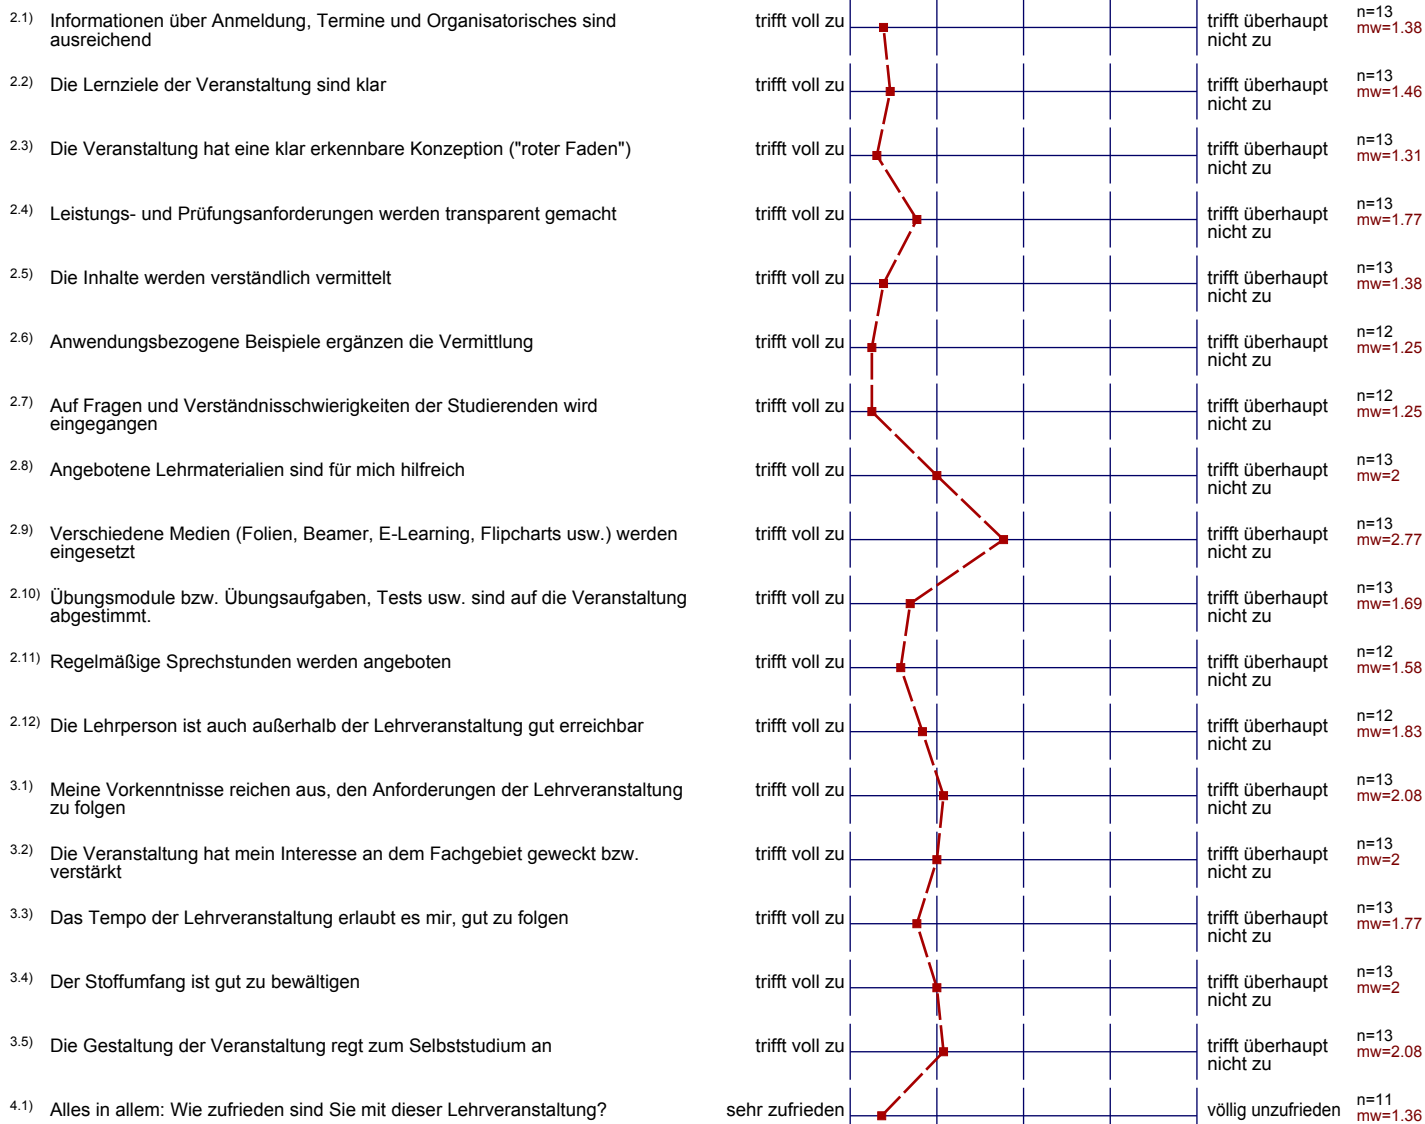 2.1) Informationen über Anmeldung, Termine und Organisatorisches sind trifft voll zu trifft überhaupt n=13
ausreichend nicht zu mw=1.38
2.2) Die Lernziele der Veranstaltung sind klar trifft voll zu trifft überhaupt n=13
nicht zu mw=1.46
2.3) Die Veranstaltung hat eine klar erkennbare Konzeption ("roter Faden") trifft voll zu trifft überhaupt n=13
nicht zu mw=1.31
2.4) Leistungs- und Prüfungsanforderungen werden transparent gemacht trifft voll zu trifft überhaupt n=13
nicht zu mw=1.77
2.5) Die Inhalte werden verständlich vermittelt trifft voll zu trifft überhaupt n=13
nicht zu mw=1.38
2.6) Anwendungsbezogene Beispiele ergänzen die Vermittlung trifft voll zu trifft überhaupt n=12
nicht zu mw=1.25
2.7) Auf Fragen und Verständnisschwierigkeiten der Studierenden wird trifft voll zu trifft überhaupt n=12
eingegangen nicht zu mw=1.25
2.8) Angebotene Lehrmaterialien sind für mich hilfreich trifft voll zu trifft überhaupt n=13
nicht zu mw=2
2.9) Verschiedene Medien (Folien, Beamer, E-Learning, Flipcharts usw.) werden trifft voll zu trifft überhaupt n=13
eingesetzt nicht zu mw=2.77
2.10) Übungsmodule bzw. Übungsaufgaben, Tests usw. sind auf die Veranstaltung trifft voll zu trifft überhaupt n=13
abgestimmt. nicht zu mw=1.69
2.11) Regelmäßige Sprechstunden werden angeboten trifft voll zu trifft überhaupt n=12
nicht zu mw=1.58
2.12) Die Lehrperson ist auch außerhalb der Lehrveranstaltung gut erreichbar trifft voll zu trifft überhaupt n=12
nicht zu mw=1.83
3.1) Meine Vorkenntnisse reichen aus, den Anforderungen der Lehrveranstaltung trifft voll zu trifft überhaupt n=13
zu folgen nicht zu mw=2.08
3.2) Die Veranstaltung hat mein Interesse an dem Fachgebiet geweckt bzw. trifft voll zu trifft überhaupt n=13
verstärkt nicht zu mw=2
3.3) Das Tempo der Lehrveranstaltung erlaubt es mir, gut zu folgen trifft voll zu trifft überhaupt n=13
nicht zu mw=1.77
3.4) Der Stoffumfang ist gut zu bewältigen trifft voll zu trifft überhaupt n=13
nicht zu mw=2
3.5) Die Gestaltung der Veranstaltung regt zum Selbststudium an trifft voll zu trifft überhaupt n=13
nicht zu mw=2.08
4.1) Alles in allem: Wie zufrieden sind Sie mit dieser Lehrveranstaltung? sehr zufrieden völlig unzufrieden n=11
mw=1.36